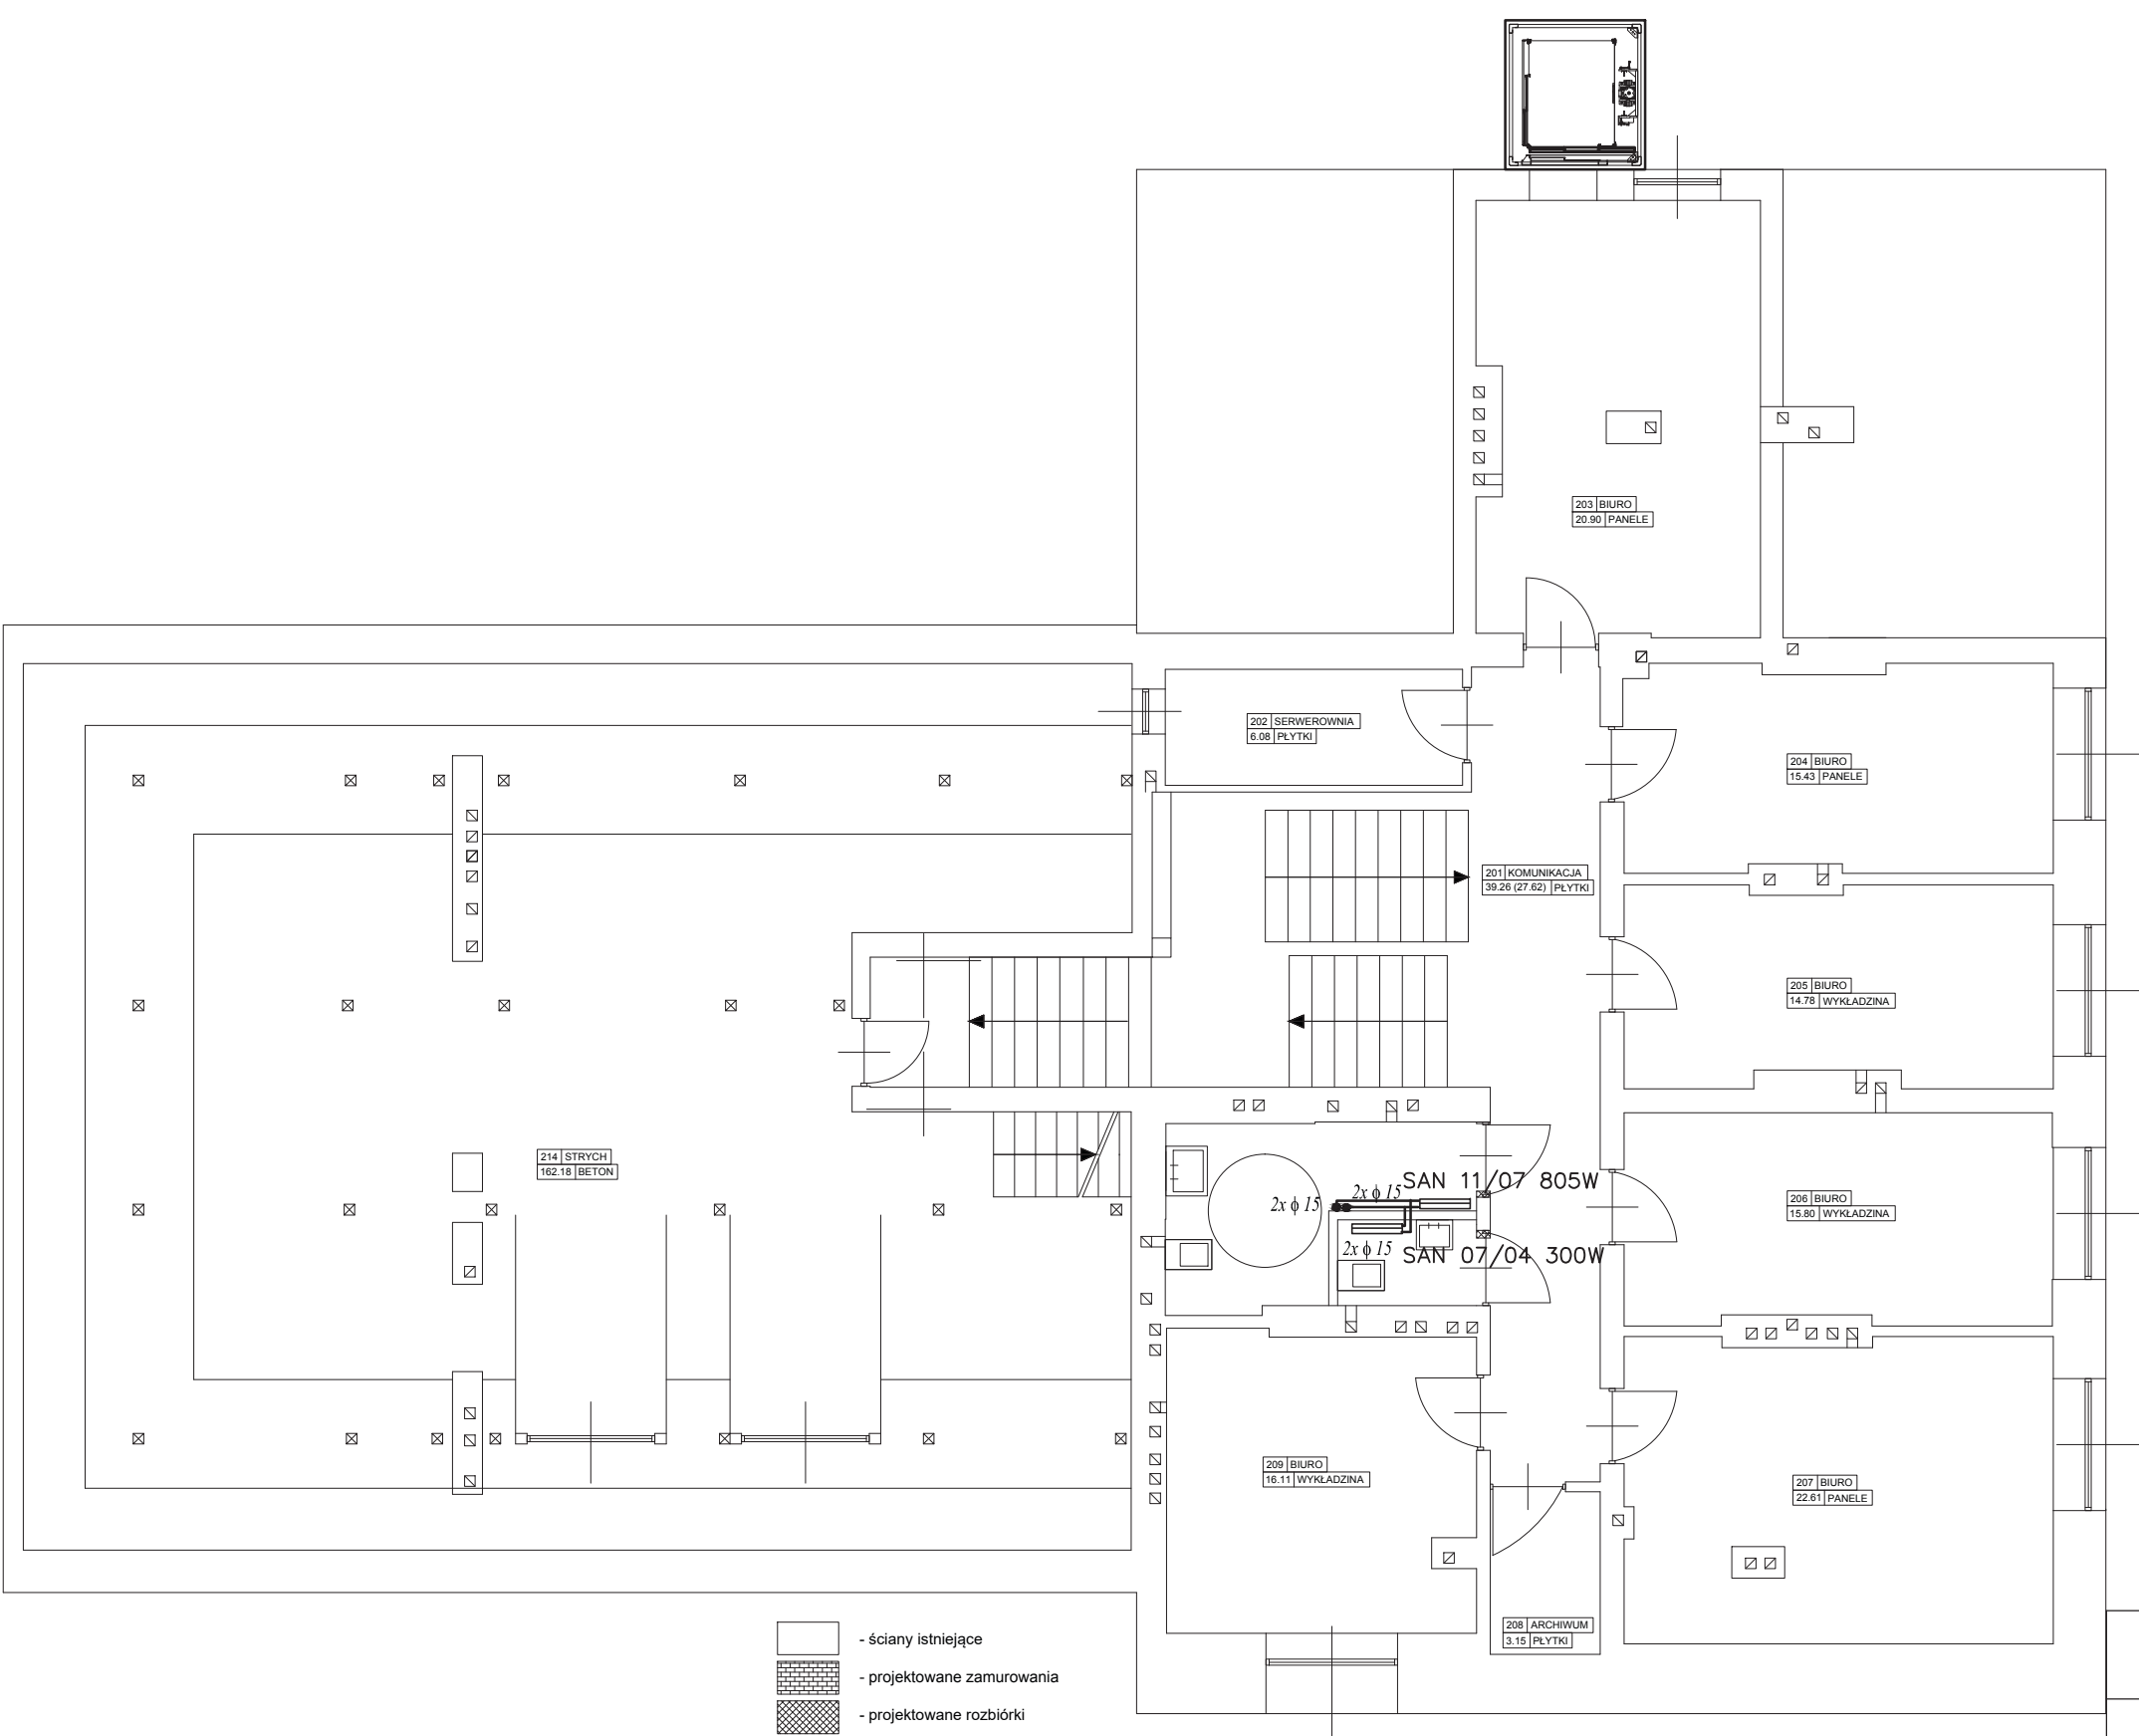 203 BIURO
20.90 PANELE
202 SERWEROWNIA
6.08 PŁYTKI
204 BIURO
15.43 PANELE
201 KOMUNIKACJA
39.26 (27.62) PŁYTKI
205 BIURO
14.78 WYKŁADZINA
214 STRYCH
162.18 BETON
SAN 11/07 805W
2x ϕ 15
2x ϕ 15
206 BIURO
15.80 WYKŁADZINA
2x ϕ 15
SAN 07/04 300W
209 BIURO
16.11 WYKŁADZINA
207 BIURO
22.61 PANELE
208 ARCHIWUM
3.15 PŁYTKI
- ściany istniejące
- projektowane zamurowania
- projektowane rozbiórki